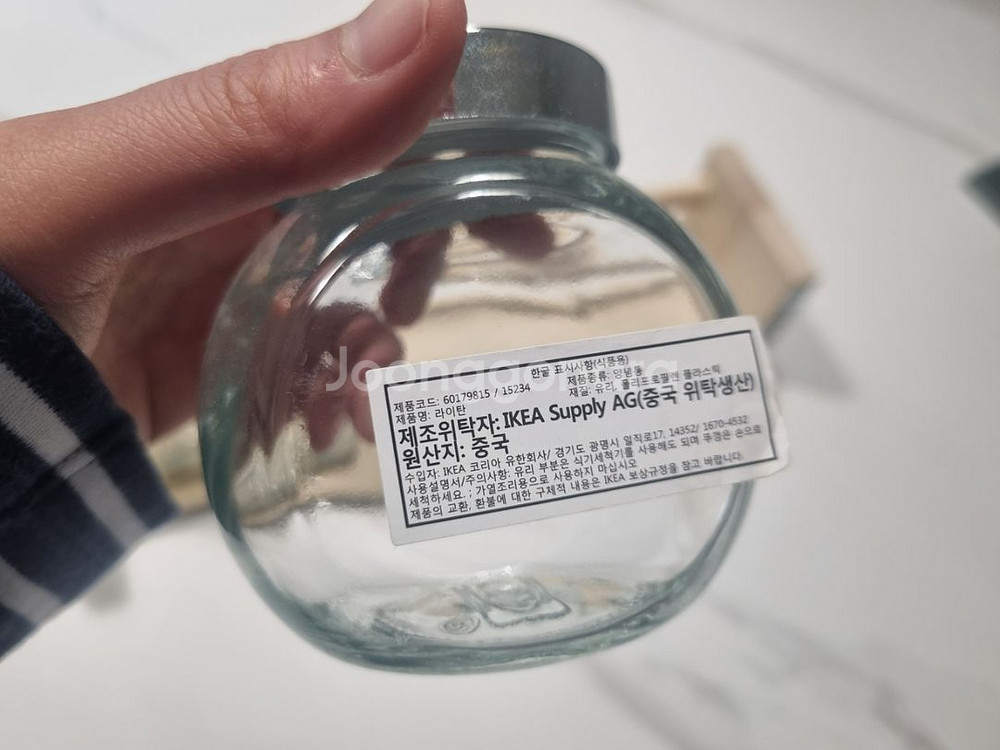 한글 표시사항(식품용)
제품코드: 60179815 / 15234 제품종류: 양념통
제품명: 라이탄 재질: 유리, 폴리프로필렌 플라스틱
제조위탁자: IKEA Supply AG(중국 위탁생산)
원산지: 중국
수입자: IKEA 코리아 유한회사/ 경기도 광명시 일직로17, 14352/ 1670-4532
사용설명서/주의사항: 유리 부분은 식기세척기를 사용해도 되며 뚜껑은 손으로
세척하세요. ; 가열조리용으로 사용하지 마십시오
제품의 교환, 환불에 대한 구체적 내용은 IKEA 보상규정을 참고 바랍니다.